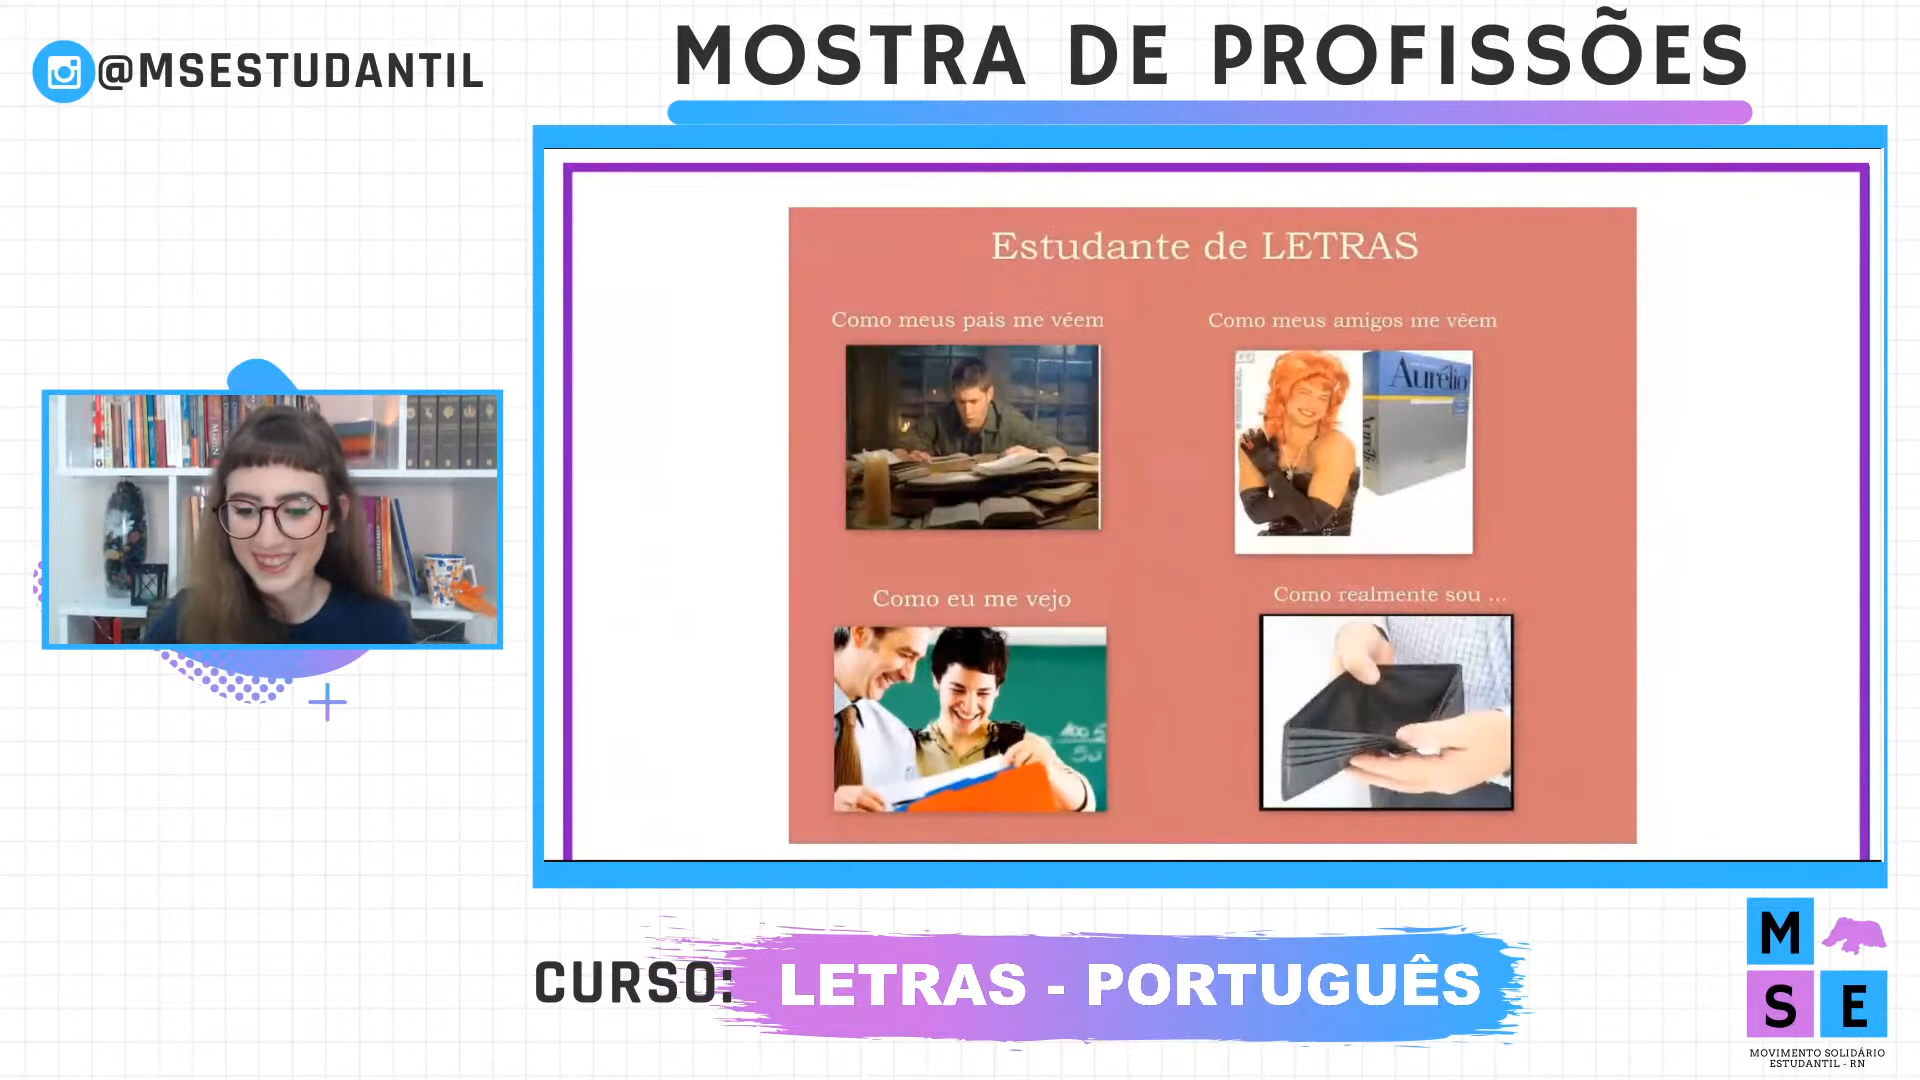 @MSESTUDANTIL
MOSTRA DE PROFISSÕES
Estudante de LETRAS
Como meus pais me vêem
Como meus amigos me vêem
Aurélio
Como eu me vejo
Como realmente sou ...
CURSO: LETRAS - PORTUGUÊS
M
S E
MOVIMENTO SOLIDÁRIO
ESTUDANTIL - RN